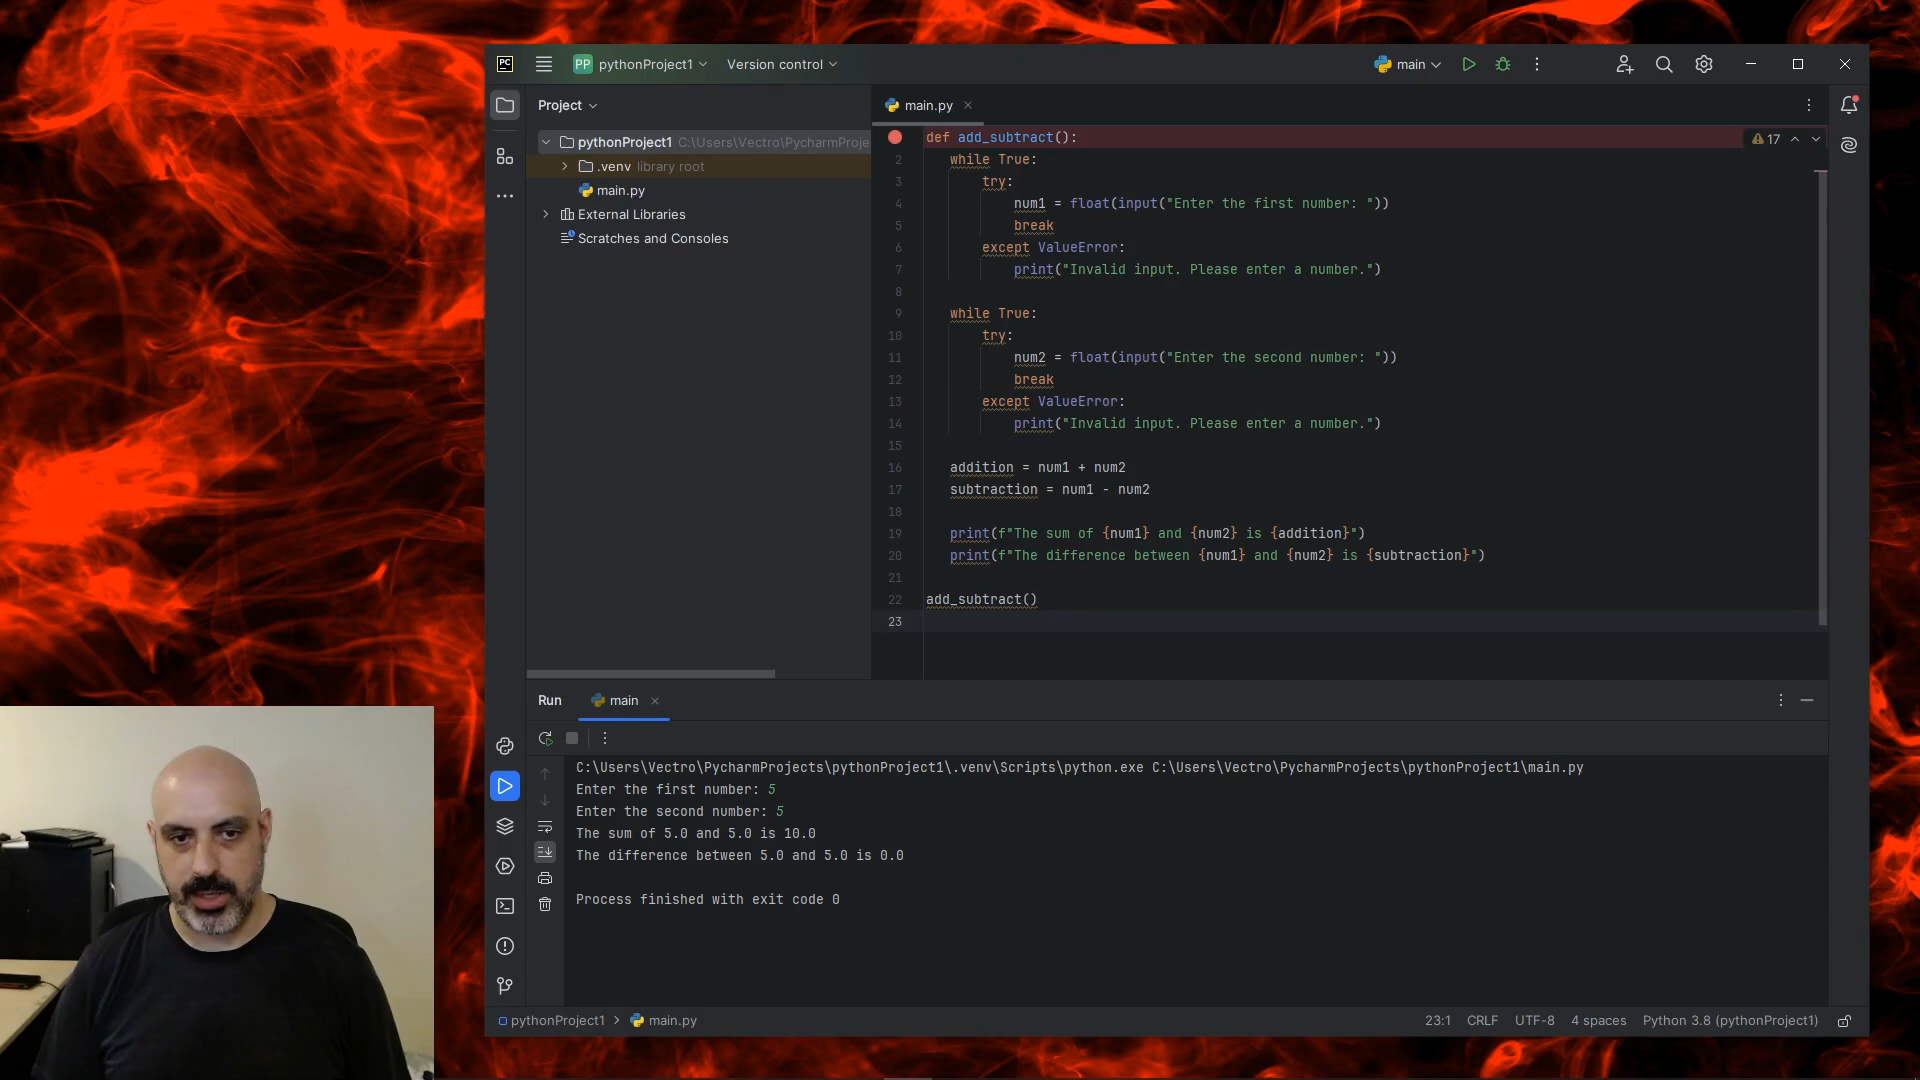 PC
PP pythonProject1
Version control
main
Project
main.py
pythonProject1 C:\Users\Vectro\PycharmProje
.venv library root
main.py
External Libraries
Scratches and Consoles
def add_subtract():
17
2 while True:
3 try:
4 num1 = float(input("Enter the first number: "))
5 break
6 except ValueError:
7 print("Invalid input. Please enter a number.")
8
9 while True:
10 try:
11 num2 = float(input("Enter the second number: "))
12 break
13 except ValueError:
14 print("Invalid input. Please enter a number.")
15
16 addition = num1 + num2
17 subtraction = num1 - num2
18
19 print(f"The sum of {num1} and {num2} is {addition}")
20 print(f"The difference between {num1} and {num2} is {subtraction}")
21
22 add_subtract()
23
Run
main
C:\Users\Vectro\PycharmProjects\pythonProject1\.venv\Scripts\python.exe C:\Users\Vectro\PycharmProjects\pythonProject1\main.py
Enter the first number: 5
Enter the second number: 5
The sum of 5.0 and 5.0 is 10.0
The difference between 5.0 and 5.0 is 0.0
Process finished with exit code 0
pythonProject1 > main.py
23:1 CRLF UTF-8 4 spaces Python 3.8 (pythonProject1)